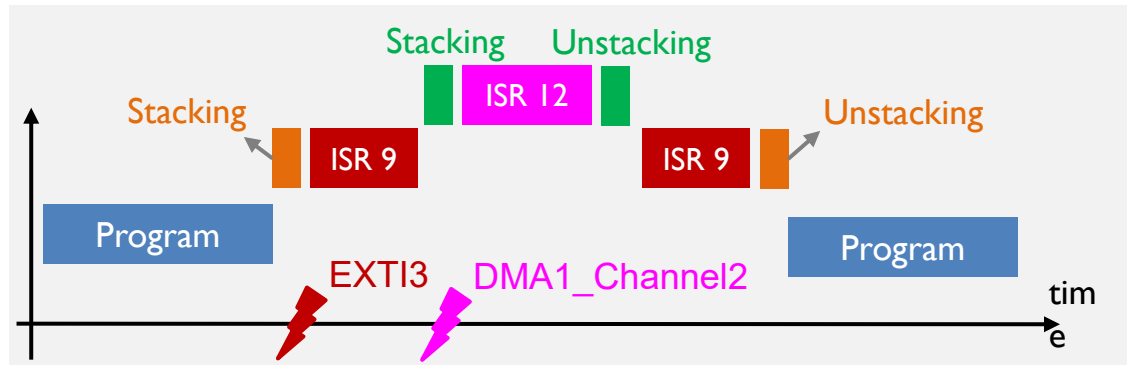 Stacking Unstacking
ISR 12
Stacking
Unstacking
ISR 9
ISR 9
Program
Program
EXTI3
DMA1_Channel2
tim
e